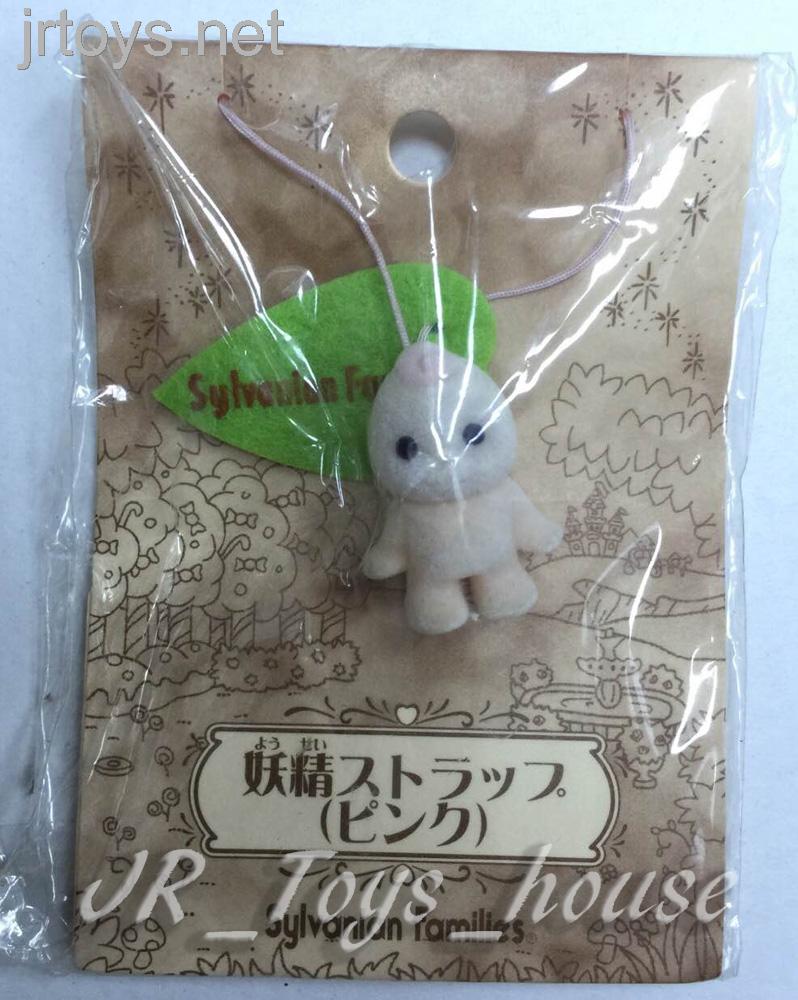 jrtoys.net
Sylvanian Fa
よう せい
妖精ストラップ
(ピンク)
JR_Toys_house
Sylvanian Families®